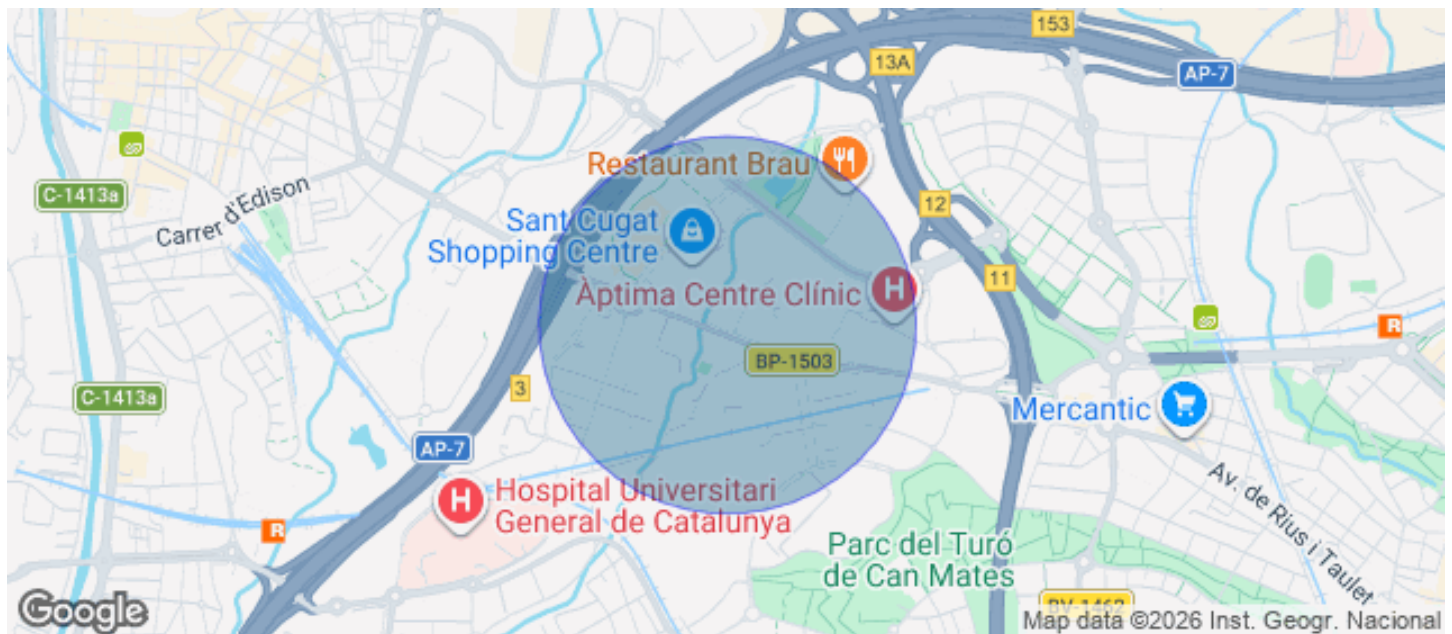 153
13A
AP-7
Restaurant Brau
C-1413a
Carrer d'Edison
12
Sant Cugat
Shopping Centre
11
Àptima Centre Clínic
R
BP-1503
3
C-1413a
Mercantic
AP-7
Hospital Universitari
General de Catalunya
R
Av. de Rius i Taulet
Parc del Turó
de Can Mates
BV-1462
Google
Map data ©2026 Inst. Geogr. Nacional